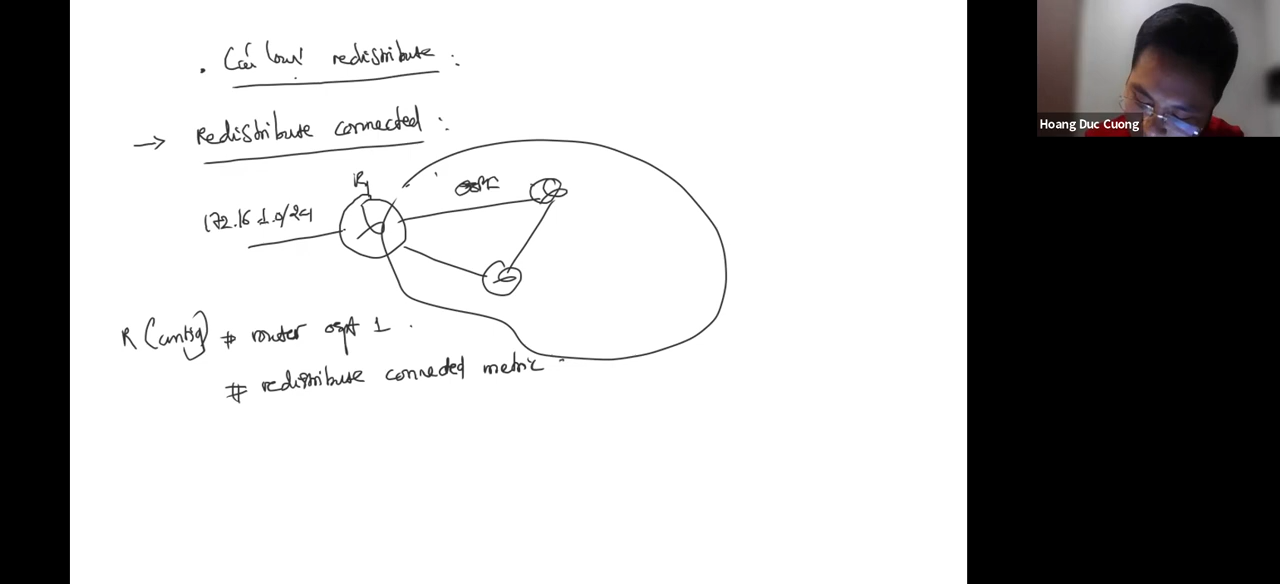 . Các loại redistribute :
→ Redistribute connected :
R1
OSPF
172.16.1.0/24
R (config) # router ospf 1 .
# redistribute connected metric
Hoang Duc Cuong